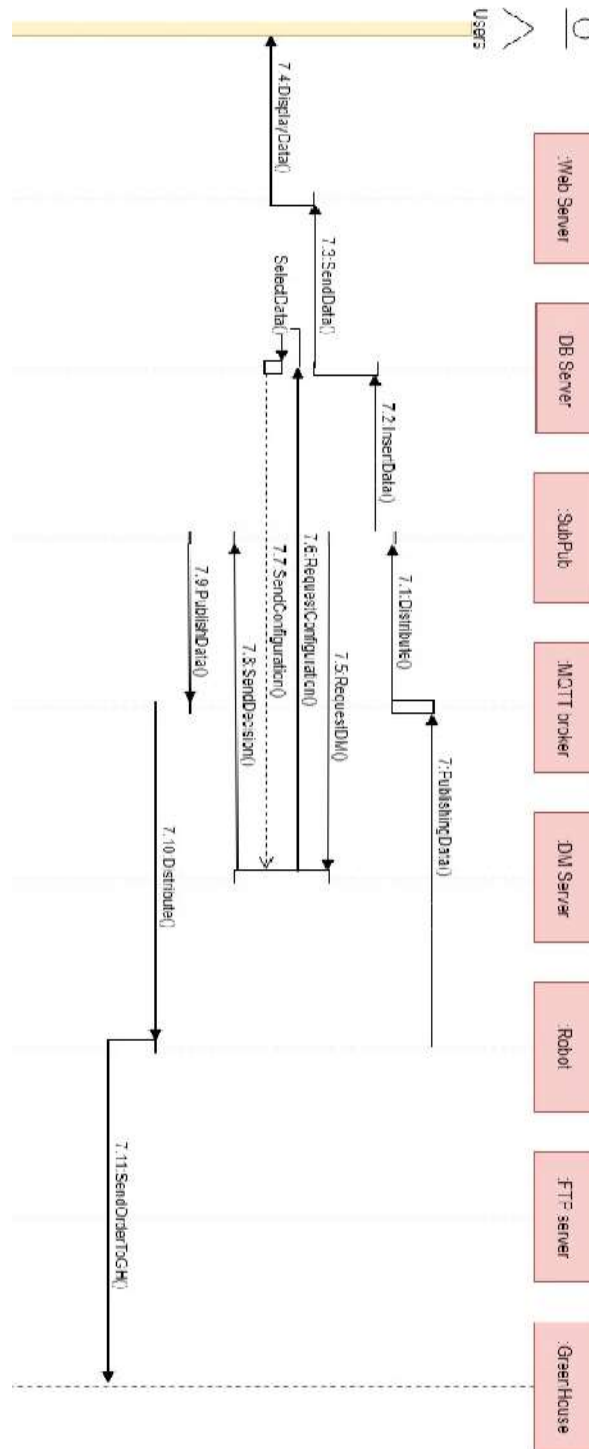 Users
:Web Server
:DB Server
:SubPub
:MQTT broker
:DM Server
:Robot
:FTP server
:GreenHouse
7:PublishingData()
7.1:Distribute()
7.2:InsertData()
7.3:SendData()
7.4:DisplayData()
7.5:RequestDM()
7.6:RequestConfiguration()
SelectData()
7.7:SendConfiguration()
7.8:SendDecision()
7.9:PublishData()
7.10:Distribute()
7.11:SendOrderToGH()